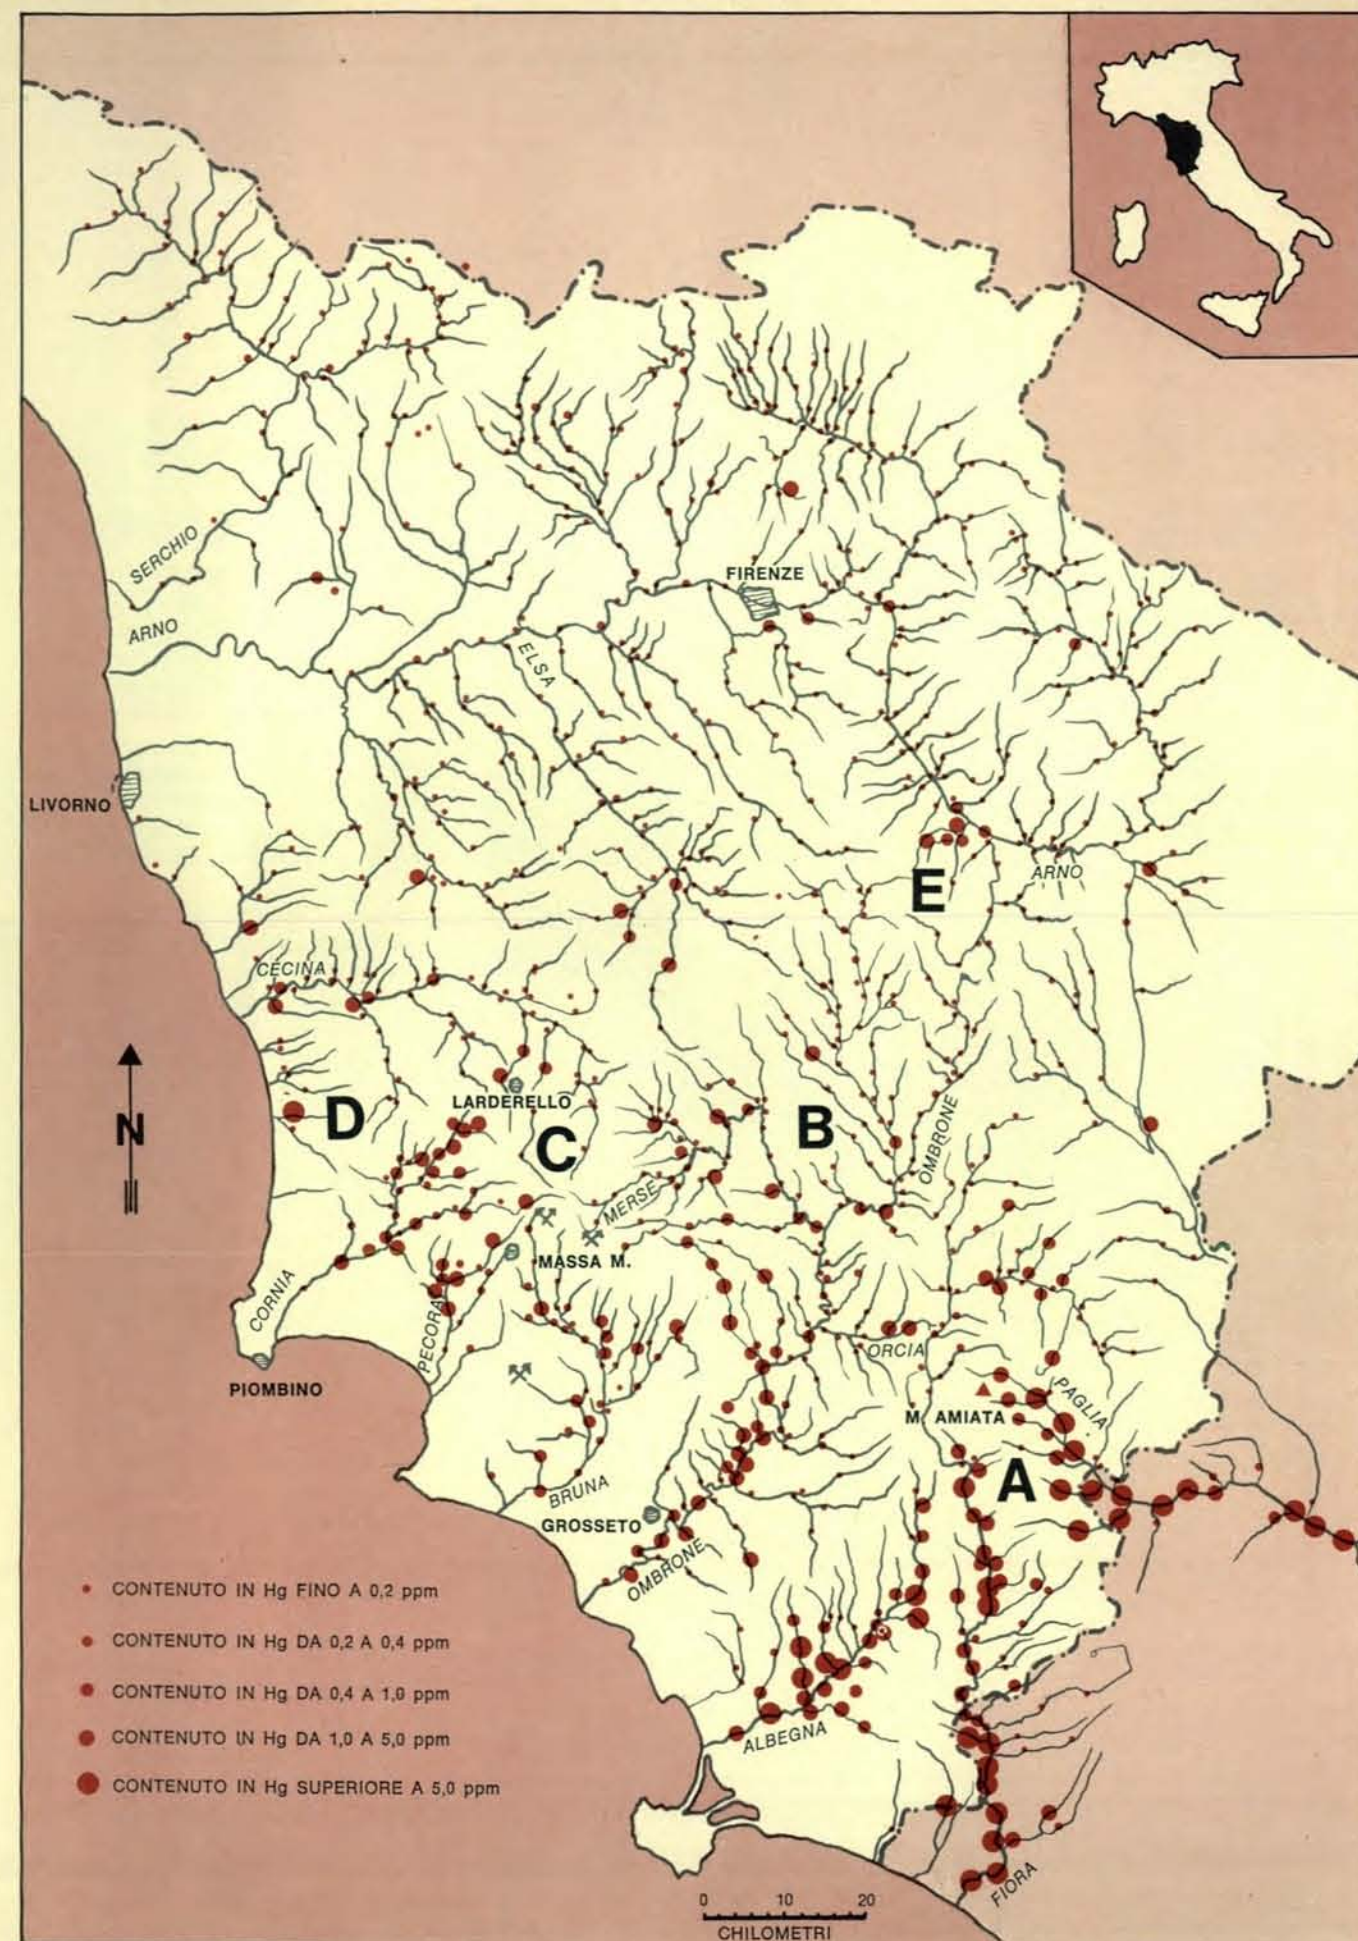 SERCHIO
ARNO
FIRENZE
ELSA
LIVORNO
E
ARNO
CECINA
N
D
LARDERELLO
C
B
OMBRONE
MERSE
MASSA M.
CORNIA
PECORA
PIOMBINO
ORCIA
PAGLIA
M. AMIATA
A
BRUNA
GROSSETO
OMBRONE
ALBEGNA
FIORA
CONTENUTO IN Hg FINO A 0,2 ppm
CONTENUTO IN Hg DA 0,2 A 0,4 ppm
CONTENUTO IN Hg DA 0,4 A 1,0 ppm
CONTENUTO IN Hg DA 1,0 A 5,0 ppm
CONTENUTO IN Hg SUPERIORE A 5,0 ppm
0 10 20
CHILOMETRI